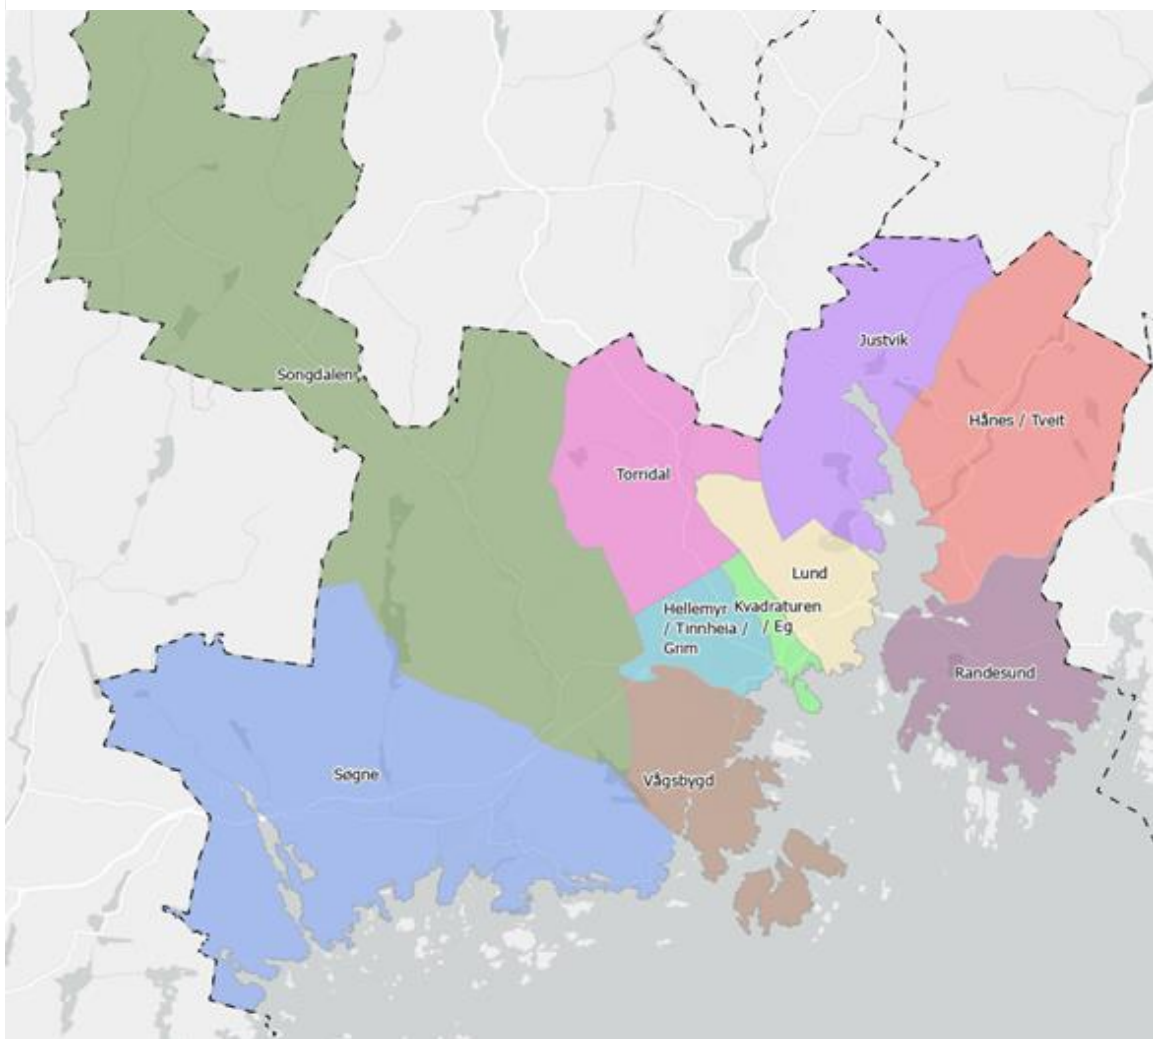 Justvik
Songdalen
Hånes / Tveit
Torridal
Lund
Hellemyr
/ Tinnheia /
Grim
Kvadraturen
/ Eg
Randesund
Søgne
Vågsbygd